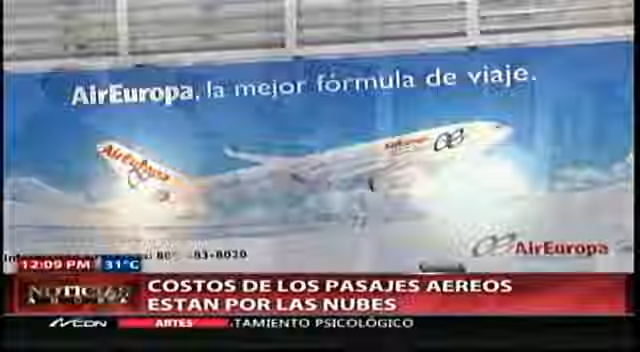 AirEuropa, la mejor fórmula de viaje.
AirEuropa
AirEuropa
12:09 PM 31°C
NOTICIAS
COSTOS DE LOS PASAJES AEREOS
ESTAN POR LAS NUBES
CDN ARTES :TAMIENTO PSICOLÓGICO